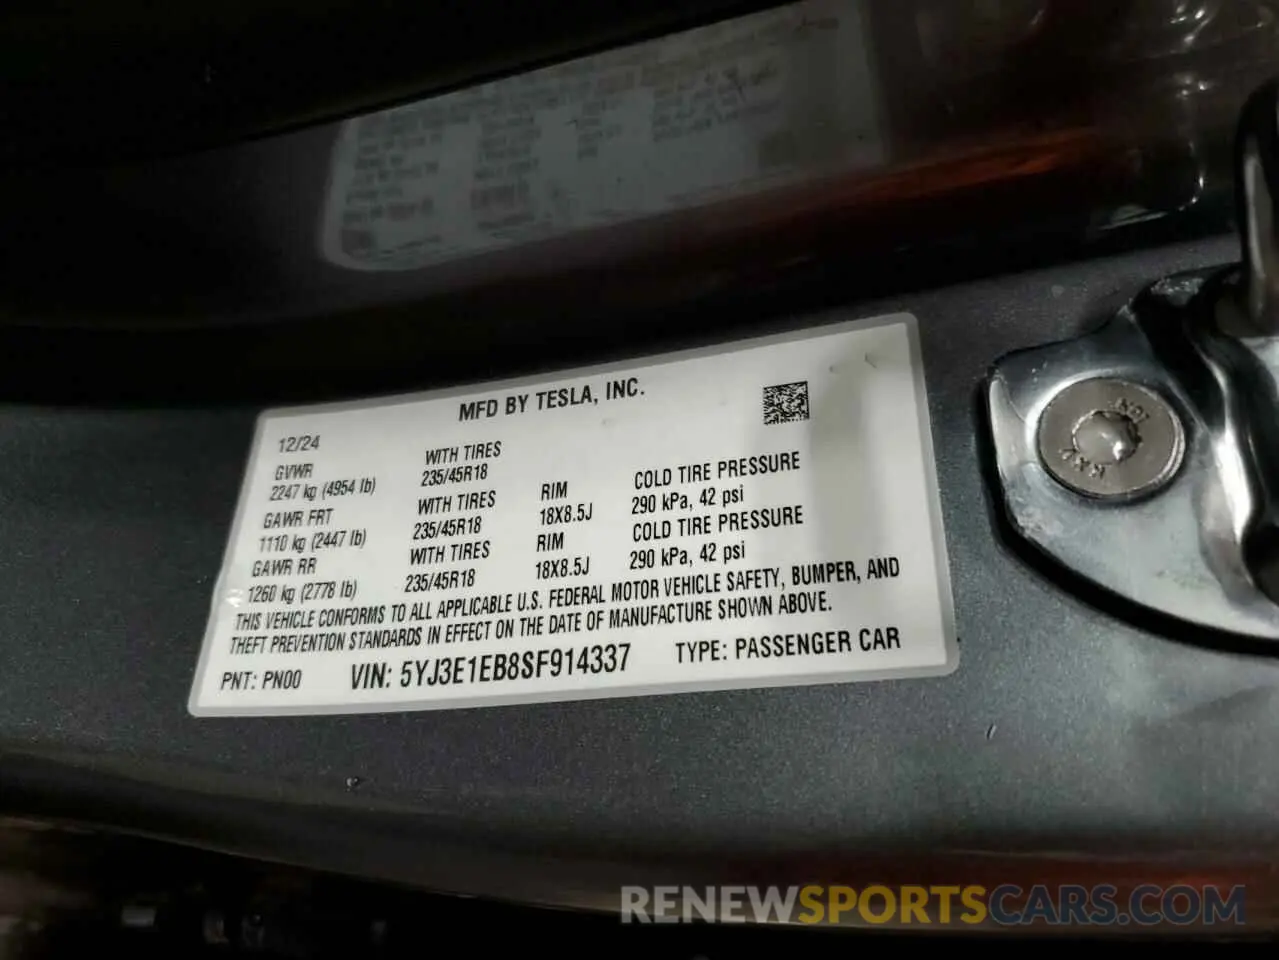 MFD BY TESLA, INC.
12/24
GVWR
2247 kg (4954 lb)
WITH TIRES
235/45R18
GAWR FRT
1110 kg (2447 lb)
WITH TIRES
235/45R18
RIM
18X8.5J
COLD TIRE PRESSURE
290 kPa, 42 psi
GAWR RR
1260 kg (2778 lb)
WITH TIRES
235/45R18
RIM
18X8.5J
COLD TIRE PRESSURE
290 kPa, 42 psi
THIS VEHICLE CONFORMS TO ALL APPLICABLE U.S. FEDERAL MOTOR VEHICLE SAFETY, BUMPER, AND
THEFT PREVENTION STANDARDS IN EFFECT ON THE DATE OF MANUFACTURE SHOWN ABOVE.
PNT: PN00 VIN: 5YJ3E1EB8SF914337 TYPE: PASSENGER CAR
RENEWSPORTSCARS.COM